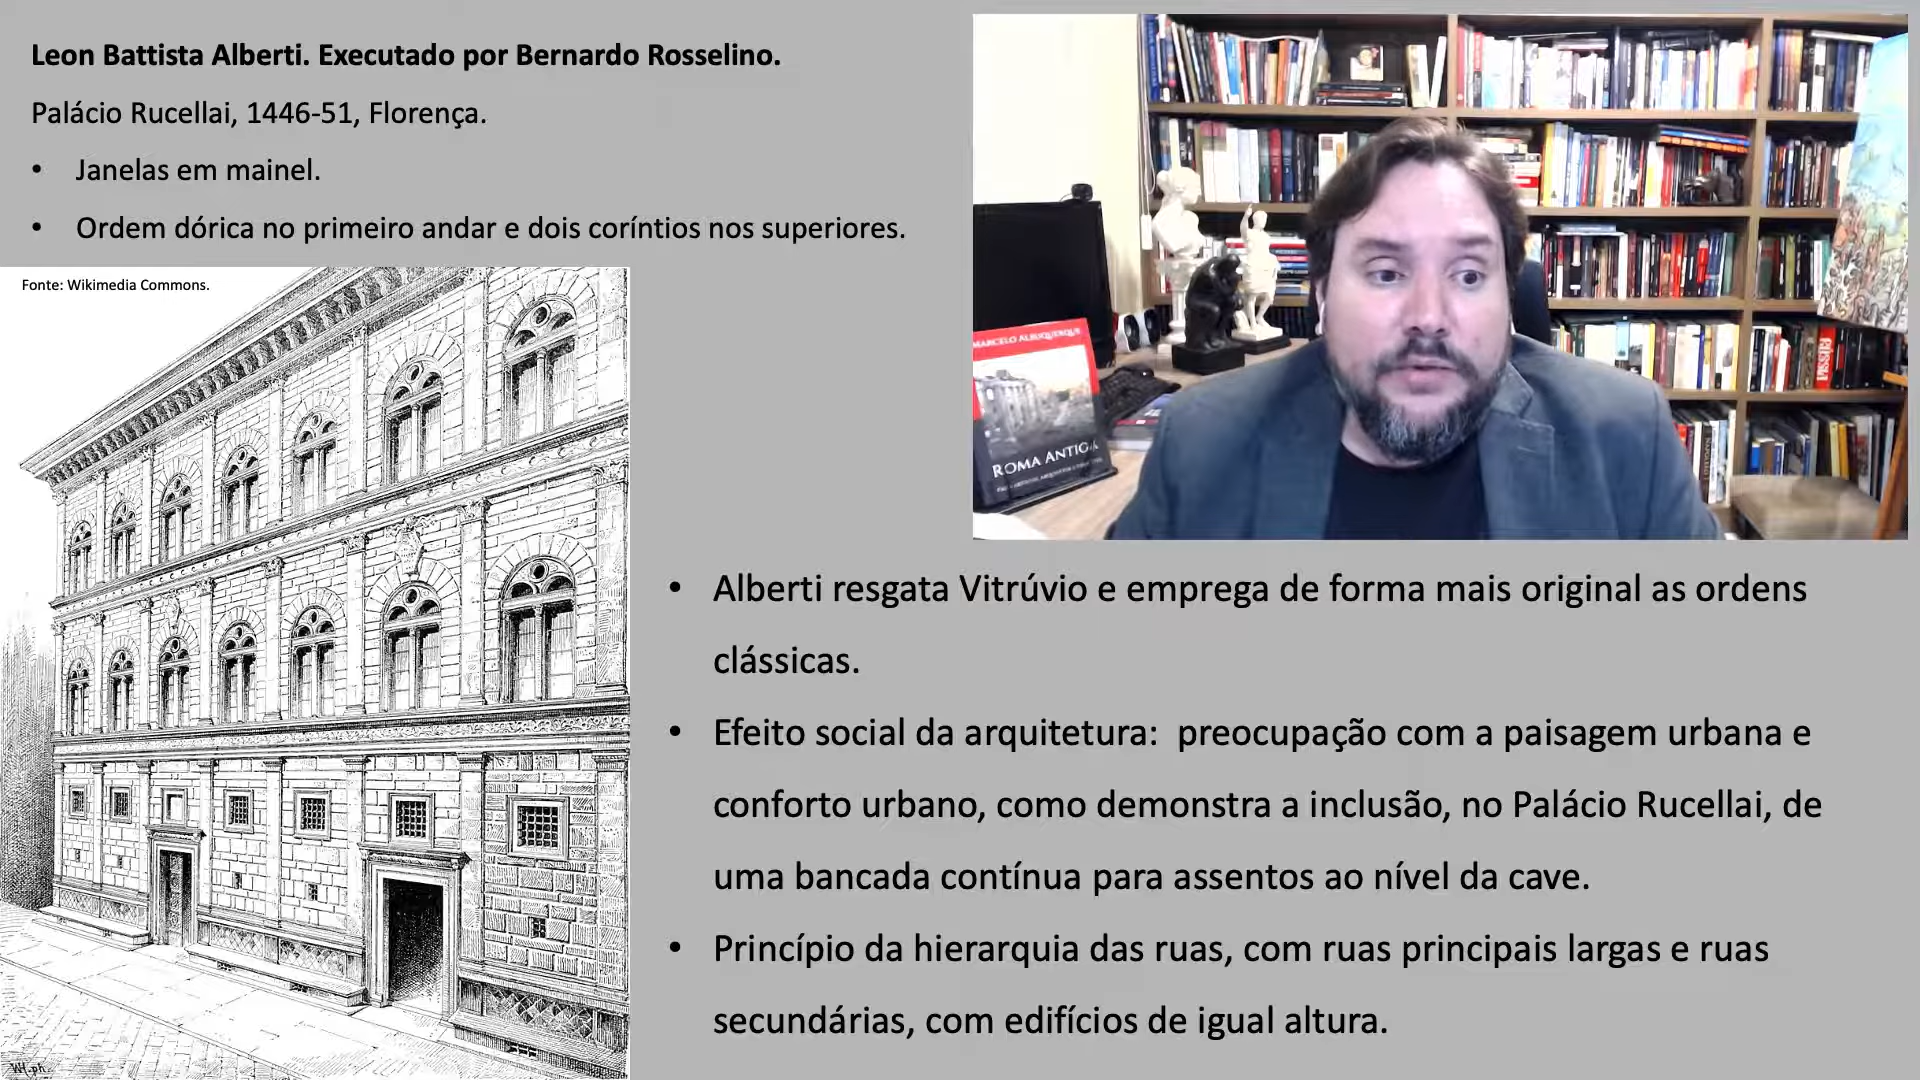 Leon Battista Alberti. Executado por Bernardo Rosselino.
Palácio Rucellai, 1446-51, Florença.
• Janelas em mainel.
• Ordem dórica no primeiro andar e dois coríntios nos superiores.
Fonte: Wikimedia Commons.
MARCELO ALBUQUERQUE
ROMA ANTIGA
• Alberti resgata Vitrúvio e emprega de forma mais original as ordens
clássicas.
• Efeito social da arquitetura:  preocupação com a paisagem urbana e
conforto urbano, como demonstra a inclusão, no Palácio Rucellai, de
uma bancada contínua para assentos ao nível da cave.
• Princípio da hierarquia das ruas, com ruas principais largas e ruas
secundárias, com edifícios de igual altura.